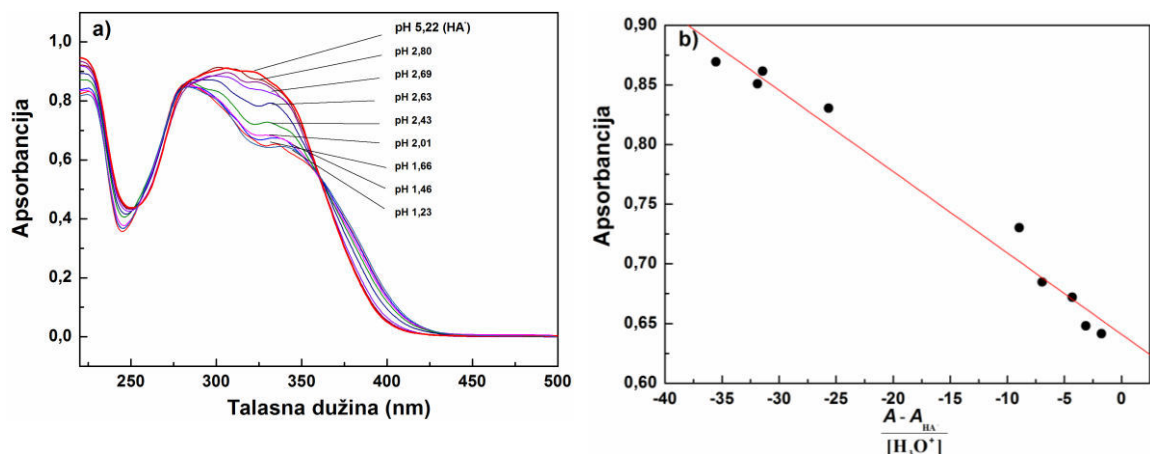 a)
pH 5,22 (HA⁻)
pH 2,80
pH 2,69
pH 2,63
pH 2,43
pH 2,01
pH 1,66
pH 1,46
pH 1,23
1,0
0,8
0,6
0,4
0,2
0,0
Apsorbancija
250 300 350 400 450 500
Talasna dužina (nm)
b)
0,90
0,85
0,80
0,75
0,70
0,65
0,60
Apsorbancija
-40 -35 -30 -25 -20 -15 -10 -5 0
A - A_HA
[H₃O⁺]